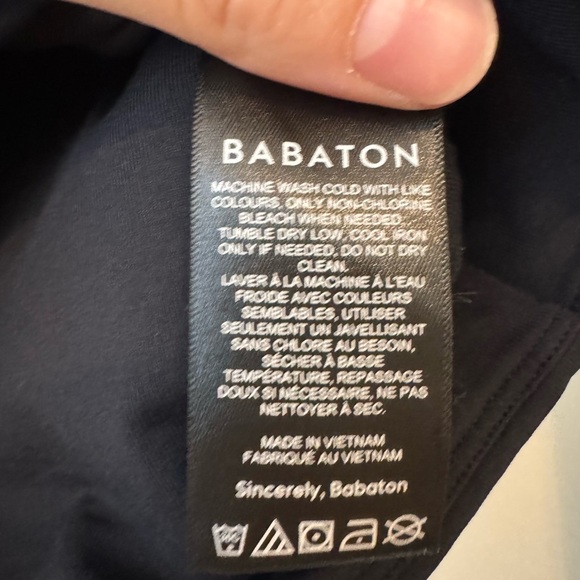 BABATON
MACHINE WASH COLD WITH LIKE
COLOURS, ONLY NON-CHLORINE
BLEACH WHEN NEEDED.
TUMBLE DRY LOW, COOL IRON
ONLY IF NEEDED, DO NOT DRY
CLEAN.
LAVER À LA MACHINE À L'EAU
FROIDE AVEC COULEURS
SEMBLABLES, UTILISER
SEULEMENT UN JAVELLISANT
SANS CHLORE AU BESOIN,
SÉCHER À BASSE
TEMPÉRATURE, REPASSAGE
DOUX SI NÉCESSAIRE, NE PAS
NETTOYER À SEC.
MADE IN VIETNAM
FABRIQUÉ AU VIETNAM
Sincerely, Babaton